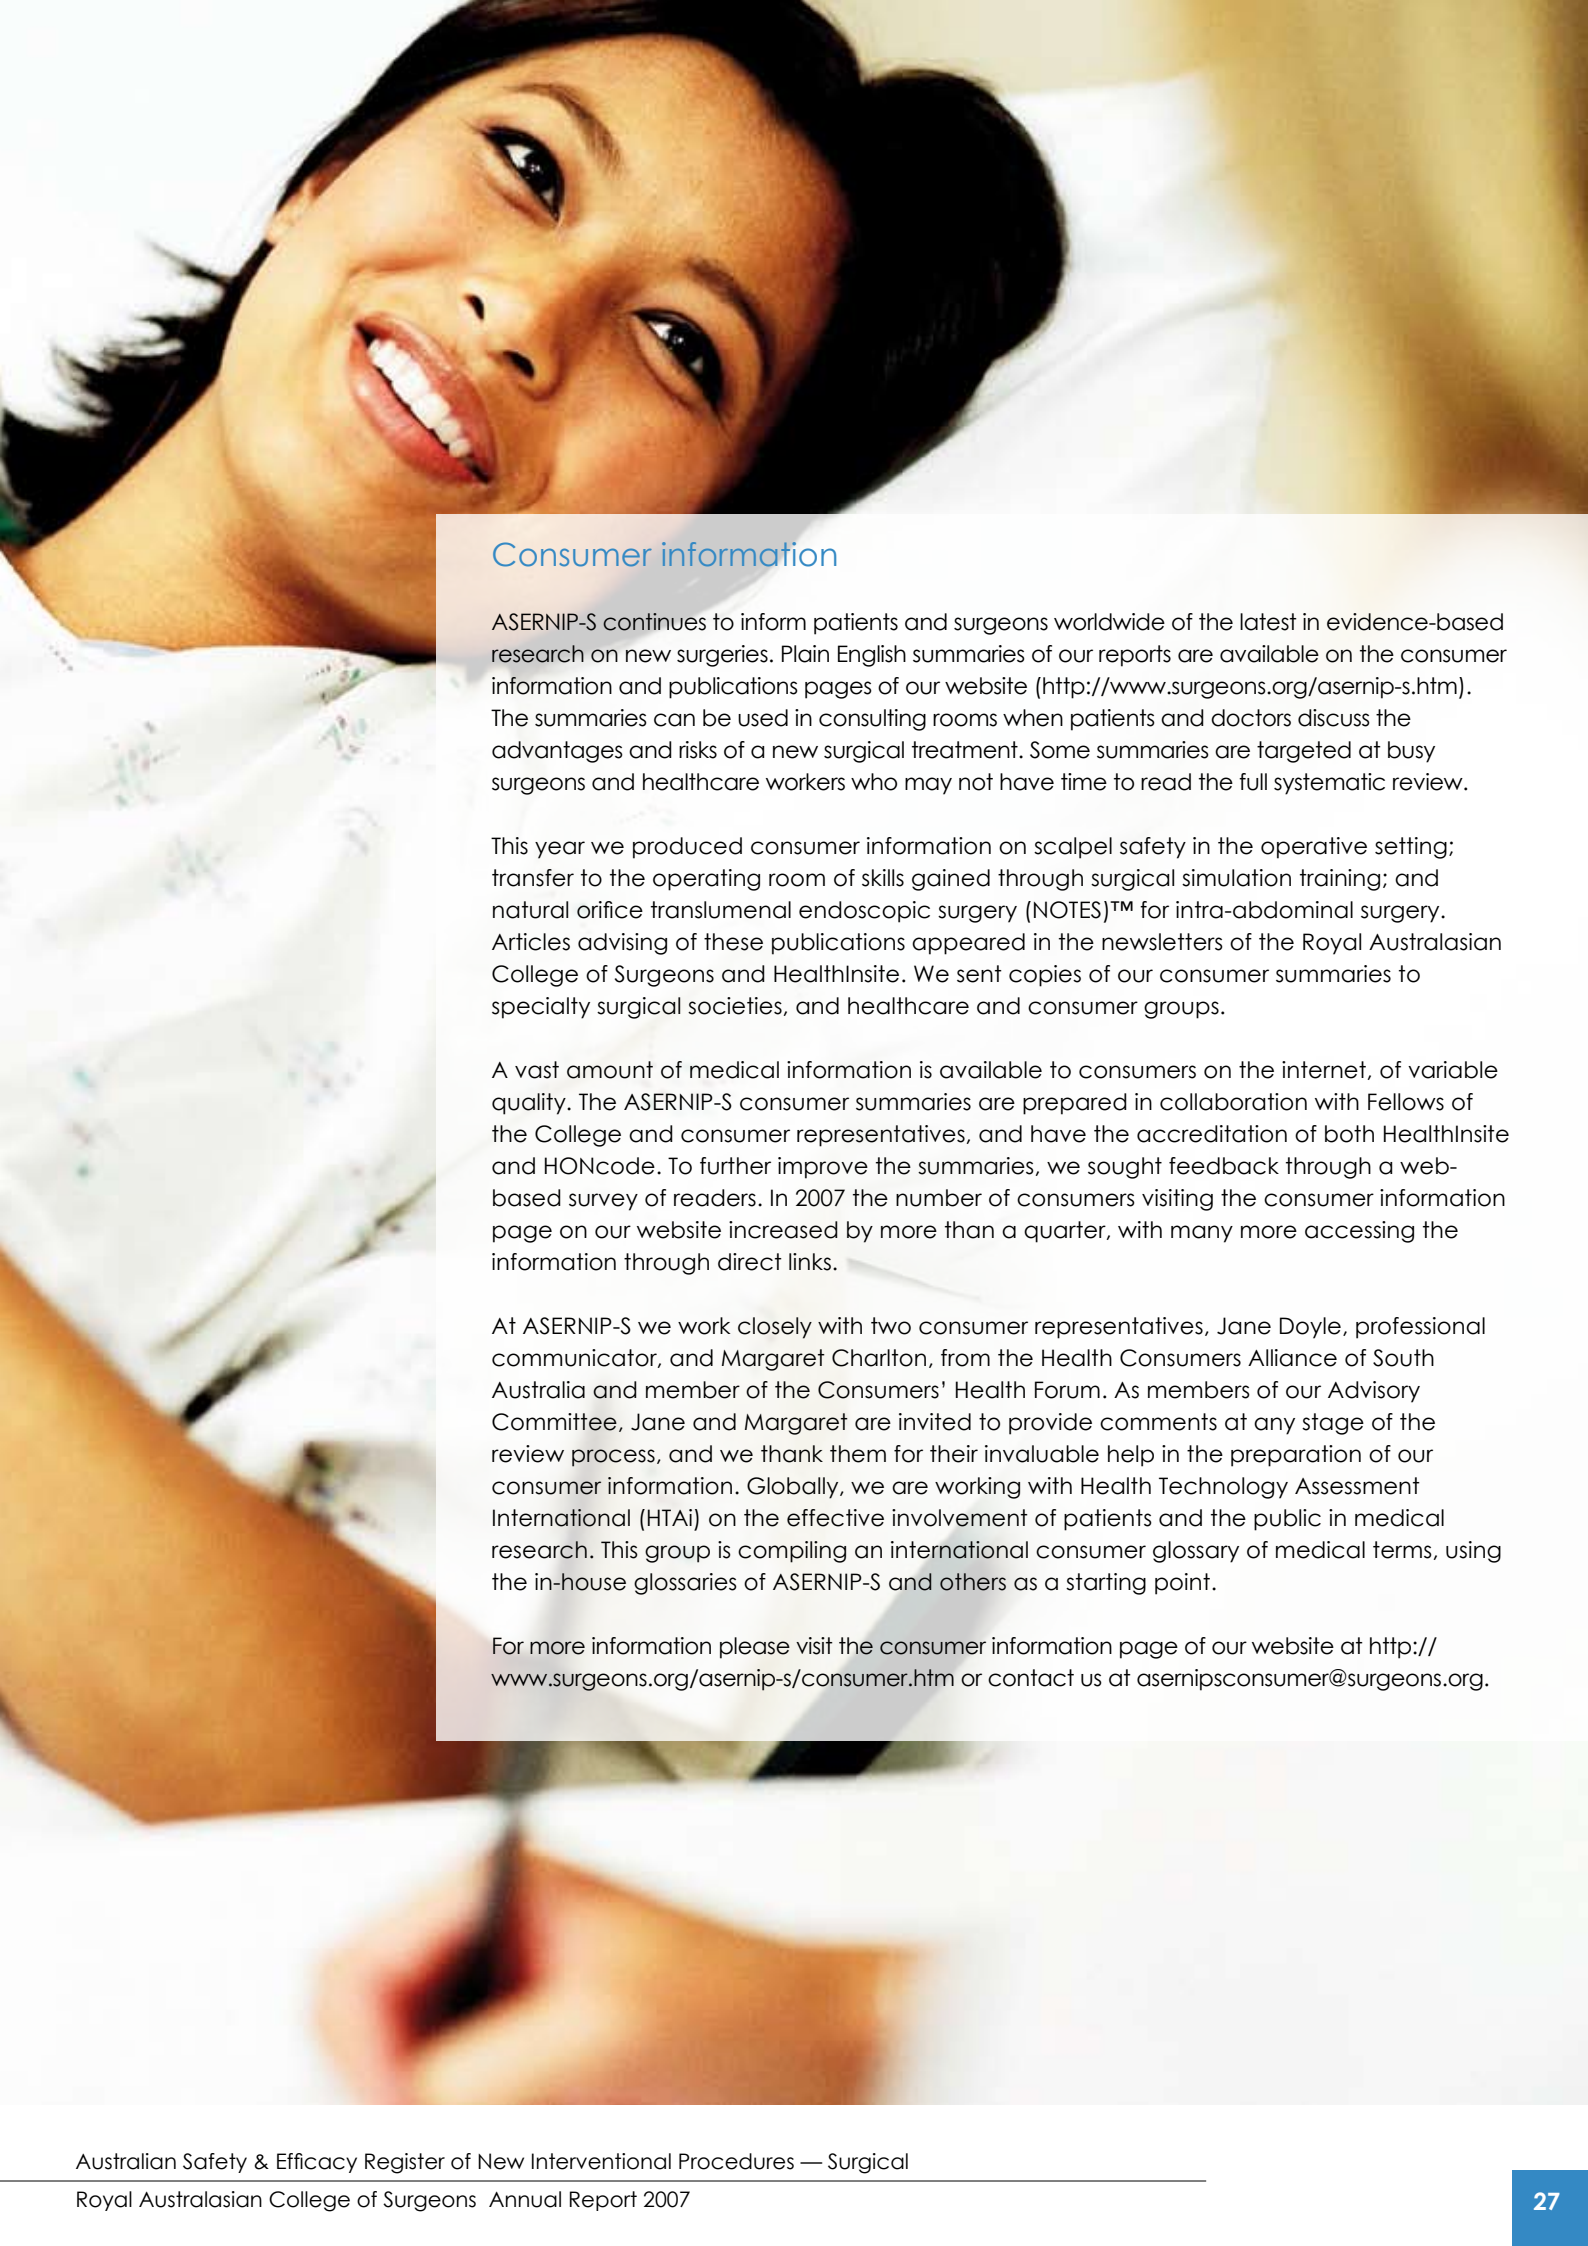 Consumer information
ASERNIP-S continues to inform patients and surgeons worldwide of the latest in evidence-based
research on new surgeries. Plain English summaries of our reports are available on the consumer
information and publications pages of our website (http://www.surgeons.org/asernip-s.htm).
The summaries can be used in consulting rooms when patients and doctors discuss the
advantages and risks of a new surgical treatment. Some summaries are targeted at busy
surgeons and healthcare workers who may not have time to read the full systematic review.
This year we produced consumer information on scalpel safety in the operative setting;
transfer to the operating room of skills gained through surgical simulation training; and
natural orifice translumenal endoscopic surgery (NOTES)™ for intra-abdominal surgery.
Articles advising of these publications appeared in the newsletters of the Royal Australasian
College of Surgeons and HealthInsite. We sent copies of our consumer summaries to
specialty surgical societies, and healthcare and consumer groups.
A vast amount of medical information is available to consumers on the internet, of variable
quality. The ASERNIP-S consumer summaries are prepared in collaboration with Fellows of
the College and consumer representatives, and have the accreditation of both HealthInsite
and HONcode. To further improve the summaries, we sought feedback through a web-
based survey of readers. In 2007 the number of consumers visiting the consumer information
page on our website increased by more than a quarter, with many more accessing the
information through direct links.
At ASERNIP-S we work closely with two consumer representatives, Jane Doyle, professional
communicator, and Margaret Charlton, from the Health Consumers Alliance of South
Australia and member of the Consumers’ Health Forum. As members of our Advisory
Committee, Jane and Margaret are invited to provide comments at any stage of the
review process, and we thank them for their invaluable help in the preparation of our
consumer information. Globally, we are working with Health Technology Assessment
International (HTAi) on the effective involvement of patients and the public in medical
research. This group is compiling an international consumer glossary of medical terms, using
the in-house glossaries of ASERNIP-S and others as a starting point.
For more information please visit the consumer information page of our website at http://
www.surgeons.org/asernip-s/consumer.htm or contact us at asernipsconsumer@surgeons.org.
Australian Safety & Efficacy Register of New Interventional Procedures — Surgical
Royal Australasian College of Surgeons Annual Report 2007
27